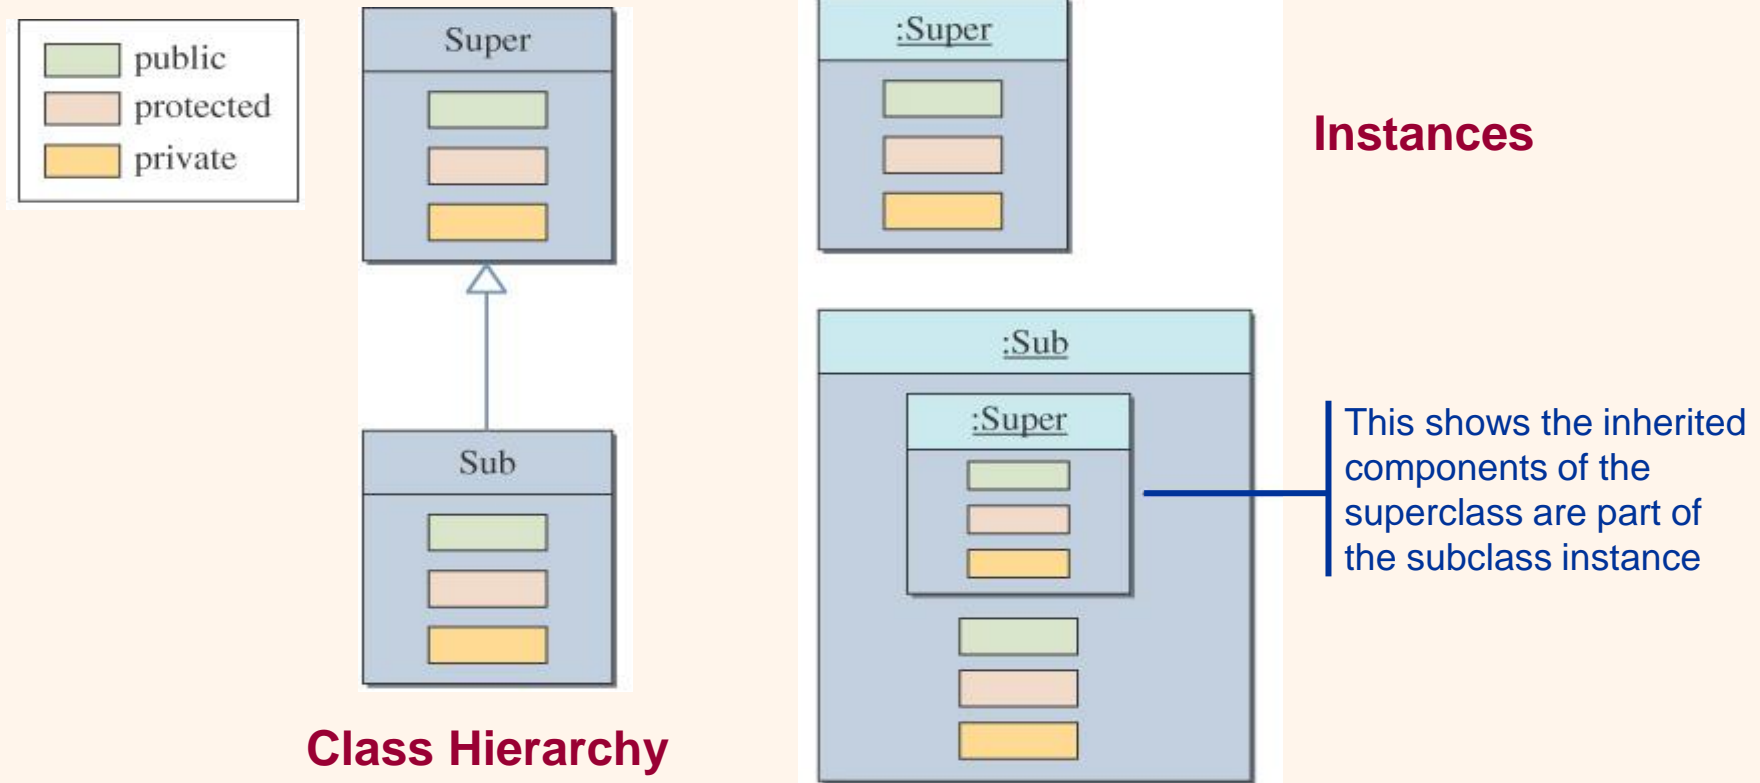 public
protected
private
Super
Sub
Class Hierarchy
:Super
Instances
:Sub
:Super
This shows the inherited
components of the
superclass are part of
the subclass instance